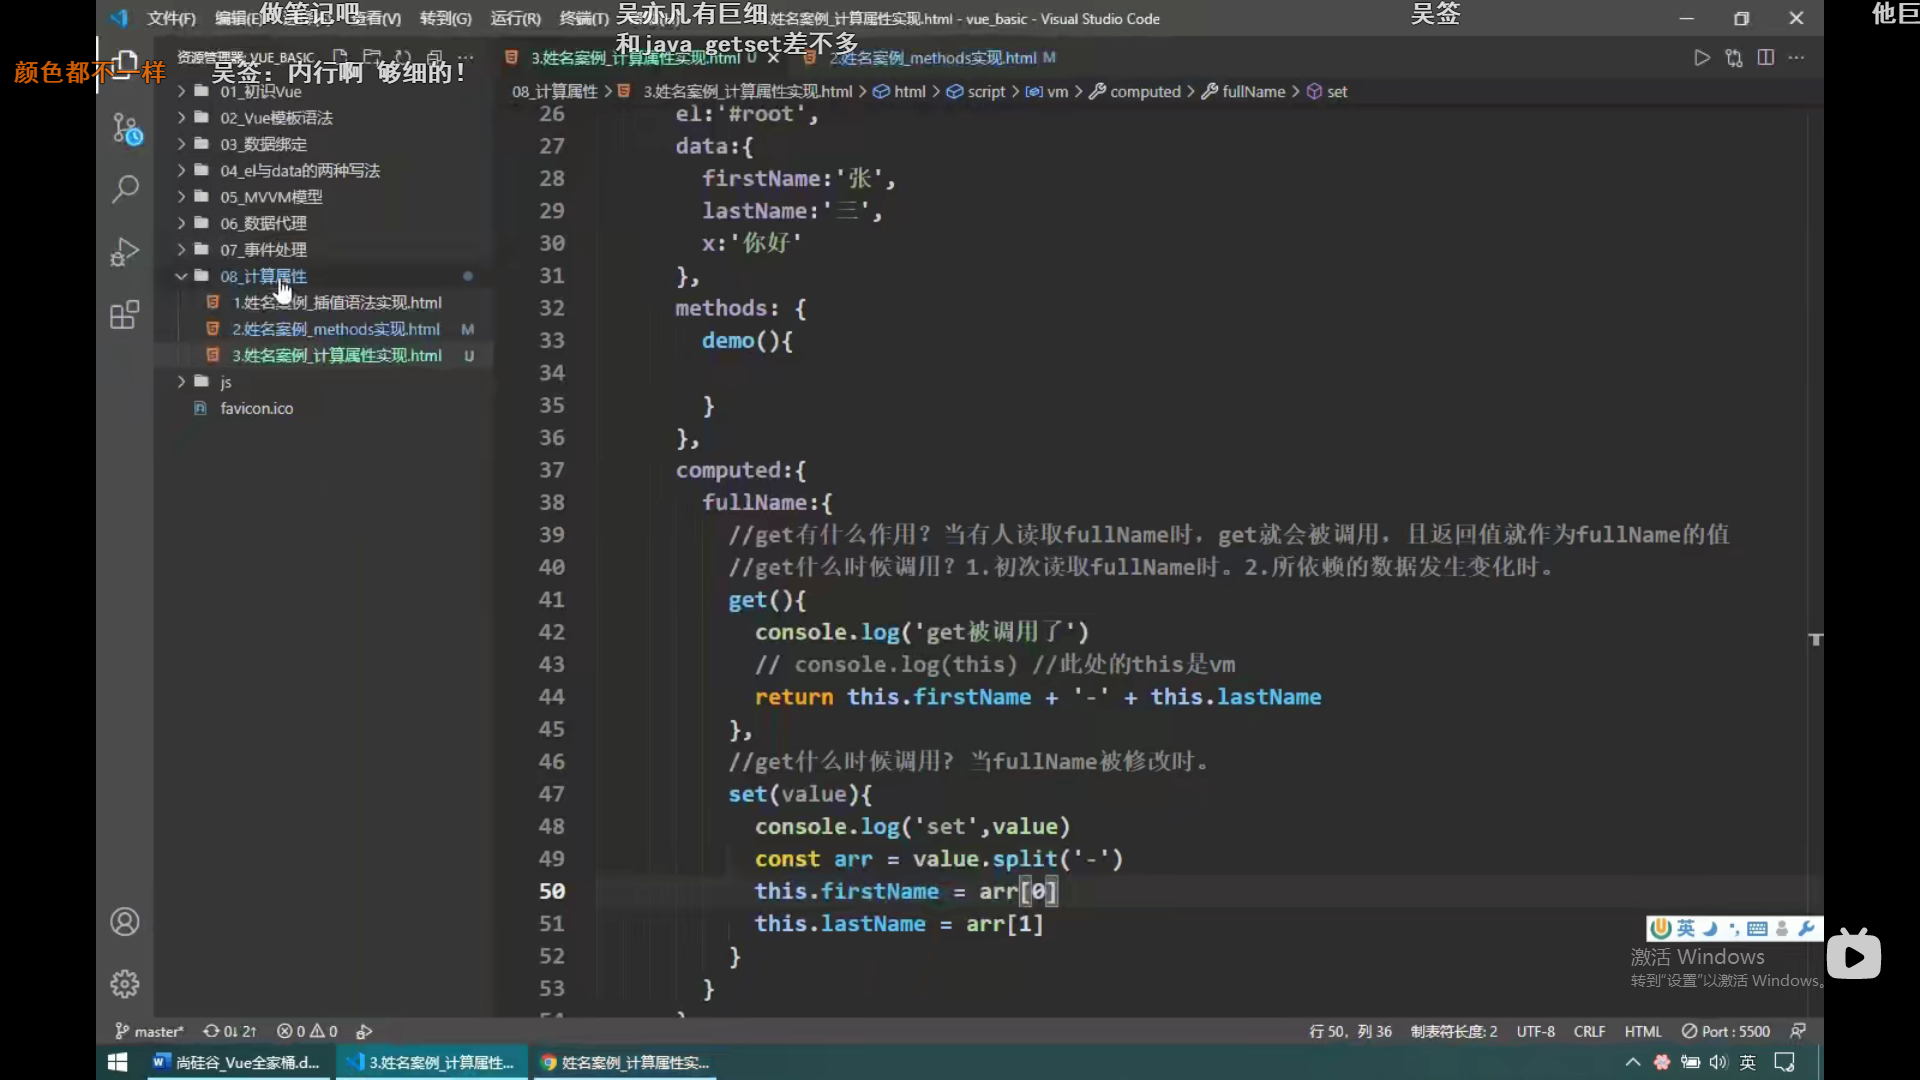 做笔记吧
吴亦凡有巨细
吴签
他巨
和java getset差不多
颜色都不一样
吴签：内行啊 够细的！
文件(F) 编辑(E) 查看(V) 转到(G) 运行(R) 终端(T)
姓名案例_计算属性实现.html - vue_basic - Visual Studio Code
资源管理器: VUE_BASIC
3.姓名案例_计算属性实现.html U
2.姓名案例_methods实现.html M
08_计算属性 > 3.姓名案例_计算属性实现.html > html > script > vm > computed > fullName > set
01_初识Vue
02_Vue模板语法
03_数据绑定
04_el与data的两种写法
05_MVVM模型
06_数据代理
07_事件处理
08_计算属性
1.姓名案例_插值语法实现.html
2.姓名案例_methods实现.html M
3.姓名案例_计算属性实现.html U
js
favicon.ico
26 el:'#root',
27 data:{
28 firstName:'张',
29 lastName:'三',
30 x:'你好'
31 },
32 methods: {
33 demo(){
34
35 }
36 },
37 computed:{
38 fullName:{
39 //get有什么作用？当有人读取fullName时，get就会被调用，且返回值就作为fullName的值
40 //get什么时候调用？1.初次读取fullName时。2.所依赖的数据发生变化时。
41 get(){
42 console.log('get被调用了')
43 // console.log(this) //此处的this是vm
44 return this.firstName + '-' + this.lastName
45 },
46 //get什么时候调用? 当fullName被修改时。
47 set(value){
48 console.log('set',value)
49 const arr = value.split('-')
50 this.firstName = arr[0]
51 this.lastName = arr[1]
52 }
53 }
英
激活 Windows
转到“设置”以激活 Windows。
master* 0↓ 2↑ 0 0
行 50，列 36 制表符长度: 2 UTF-8 CRLF HTML Port : 5500
尚硅谷_Vue全家桶.d...
3.姓名案例_计算属性...
姓名案例_计算属性实...
英